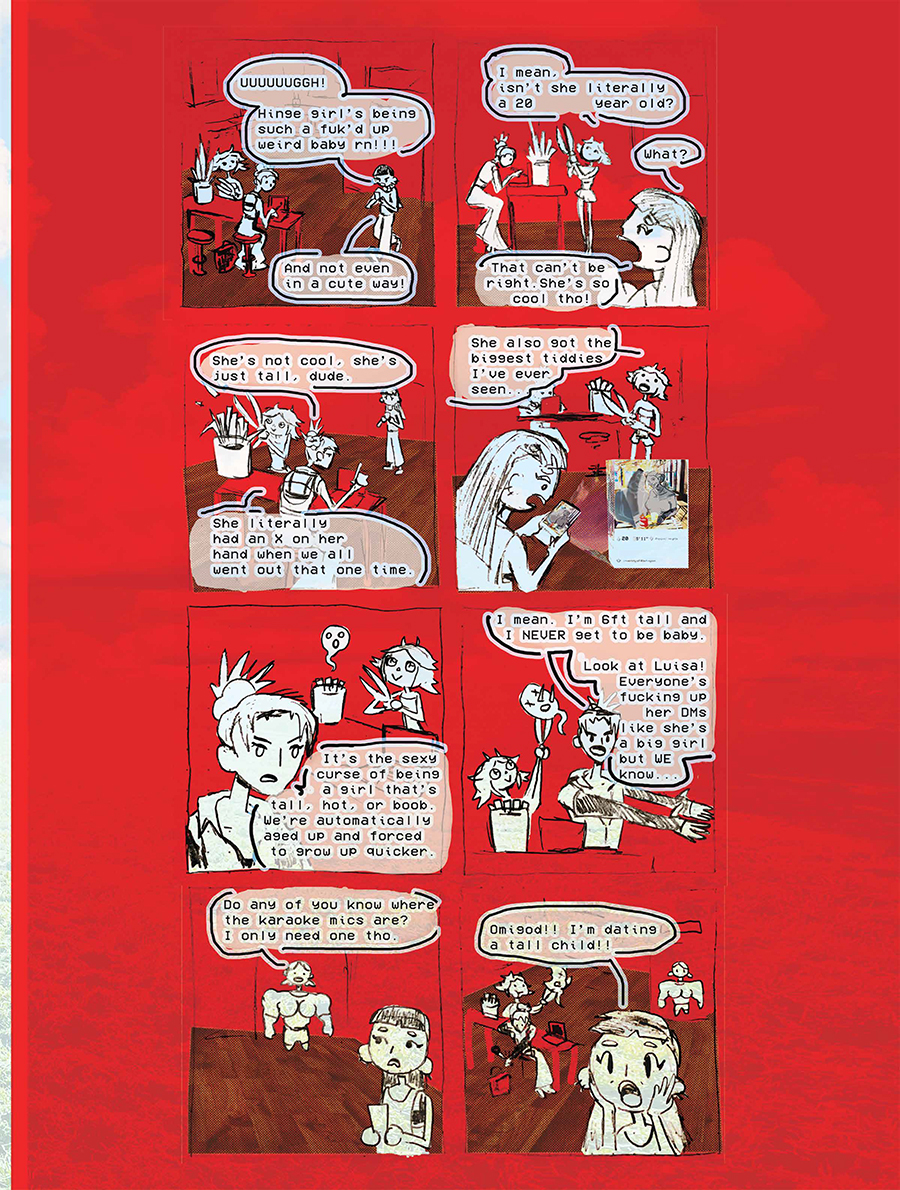 UUUUUUGGH!
Hinge girl's being
such a fuk'd up
weird baby rn!!!
And not even
in a cute way!
I mean,
isn't she literally
a 20 year old?
What?
That can't be
right.She's so
cool tho!
She's not cool, she's
just tall, dude.
She literally
had an X on her
hand when we all
went out that one time.
She also got the
biggest tiddies
I've ever
seen...
20
It's the sexy
curse of being
a girl that's
tall, hot, or boob.
We're automatically
aged up and forced
to grow up quicker.
I mean. I'm 6ft tall and
I NEVER get to be baby.
Look at Luisa!
Everyone's
fucking up
her DMs
like she's
a big girl
but WE
know...
Do any of you know where
the karaoke mics are?
I only need one tho.
Omigod!! I'm dating
a tall child!!